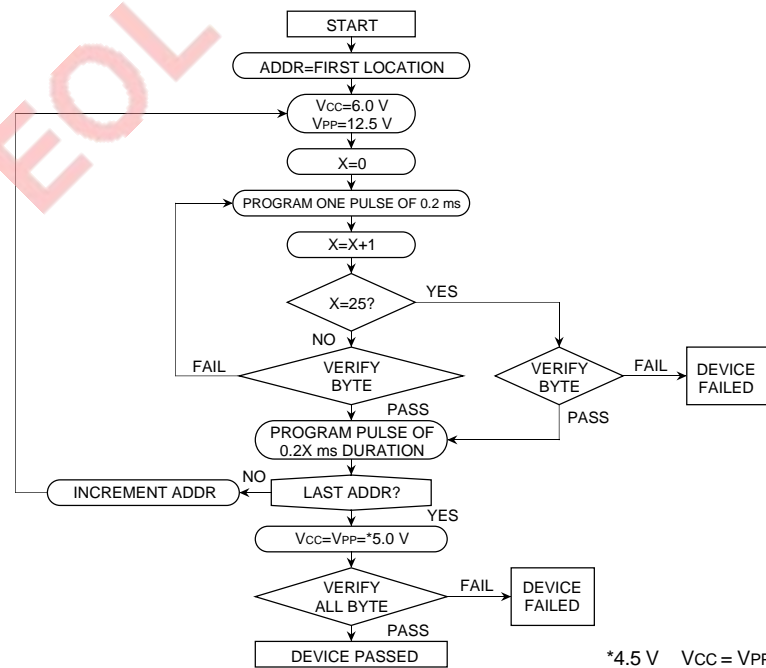 EOL
START
ADDR=FIRST LOCATION
VCC=6.0 V
VPP=12.5 V
X=0
PROGRAM ONE PULSE OF 0.2 ms
X=X+1
X=25?
YES
NO
FAIL
VERIFY
BYTE
PASS
VERIFY
BYTE
FAIL
DEVICE
FAILED
PASS
PROGRAM PULSE OF
0.2X ms DURATION
INCREMENT ADDR
NO
LAST ADDR?
YES
VCC=VPP=*5.0 V
VERIFY
ALL BYTE
FAIL
DEVICE
FAILED
PASS
DEVICE PASSED
*4.5 V VCC = VPP